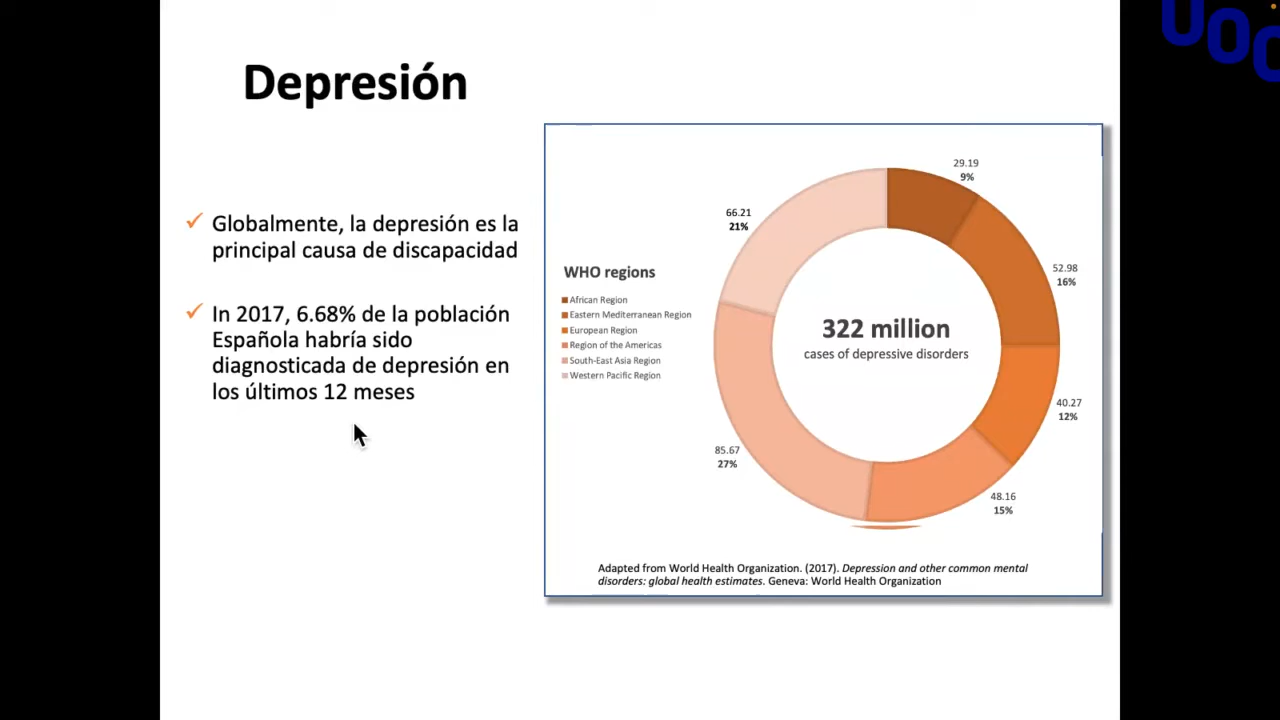 UOC
Depresión
Globalmente, la depresión es la
principal causa de discapacidad
In 2017, 6.68% de la población
Española habría sido
diagnosticada de depresión en
los últimos 12 meses
WHO regions
African Region
Eastern Mediterranean Region
European Region
Region of the Americas
South-East Asia Region
Western Pacific Region
29.19
9%
52.98
16%
40.27
12%
48.16
15%
85.67
27%
66.21
21%
322 million
cases of depressive disorders
Adapted from World Health Organization. (2017). Depression and other common mental
disorders: global health estimates. Geneva: World Health Organization